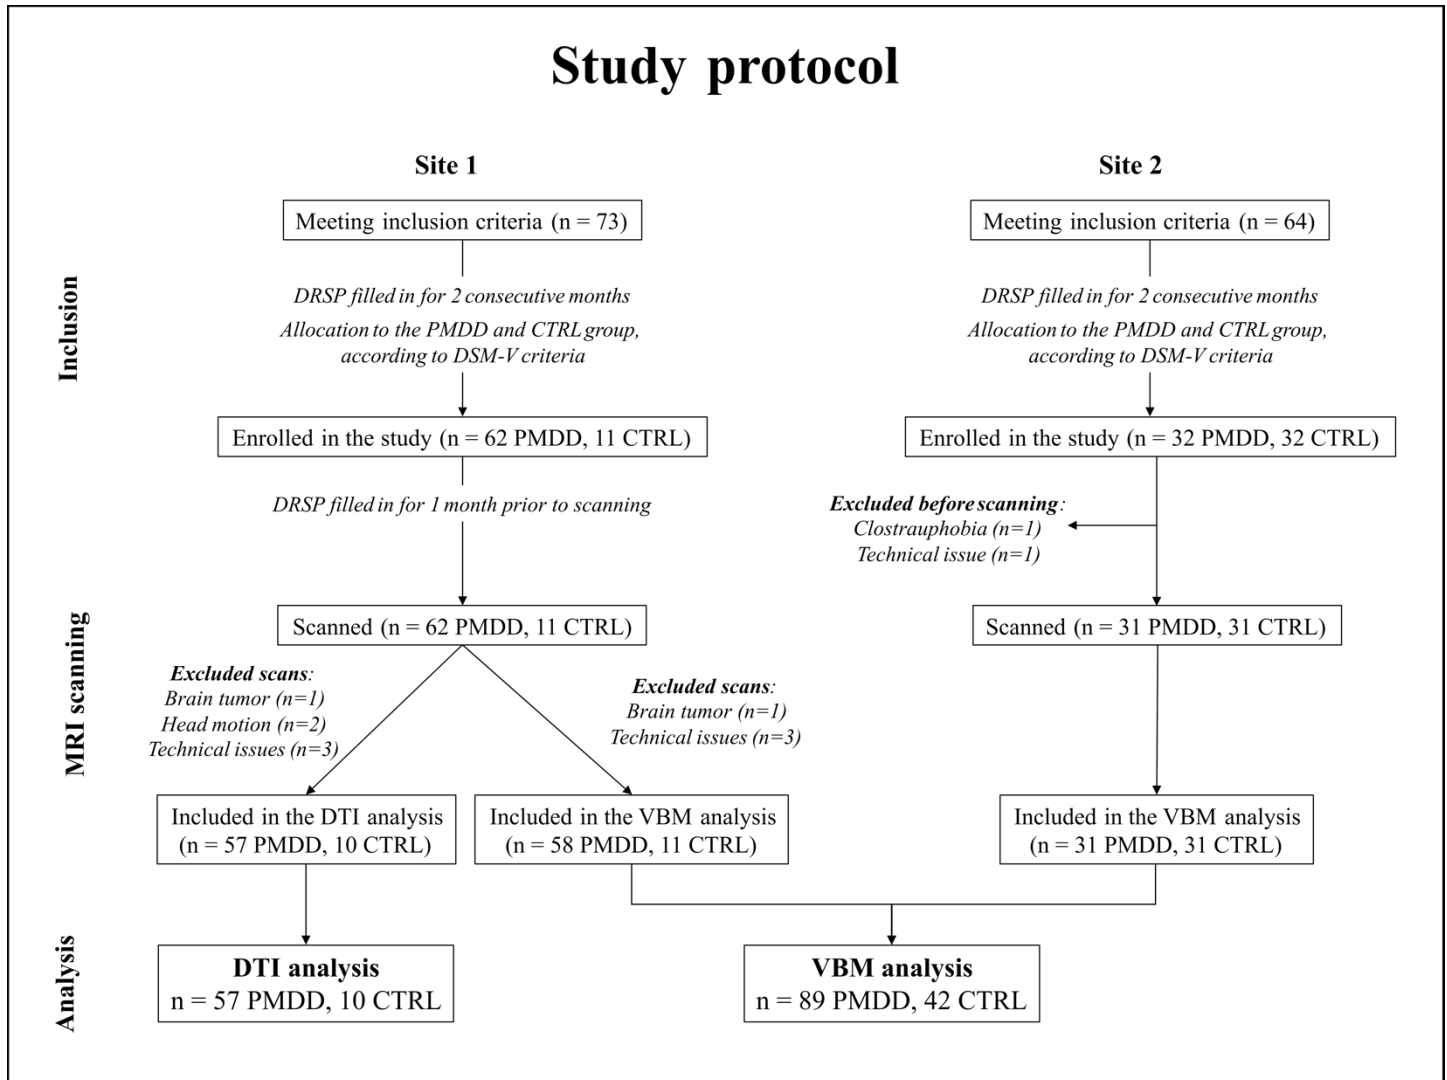 Study protocol
Site 1
Site 2
Inclusion
Meeting inclusion criteria (n = 73)
Meeting inclusion criteria (n = 64)
DRSP filled in for 2 consecutive months
Allocation to the PMDD and CTRL group,
according to DSM-V criteria
DRSP filled in for 2 consecutive months
Allocation to the PMDD and CTRL group,
according to DSM-V criteria
Enrolled in the study (n = 62 PMDD, 11 CTRL)
Enrolled in the study (n = 32 PMDD, 32 CTRL)
DRSP filled in for 1 month prior to scanning
Excluded before scanning:
Clostrauphobia (n=1)
Technical issue (n=1)
MRI scanning
Scanned (n = 62 PMDD, 11 CTRL)
Scanned (n = 31 PMDD, 31 CTRL)
Excluded scans:
Brain tumor (n=1)
Head motion (n=2)
Technical issues (n=3)
Excluded scans:
Brain tumor (n=1)
Technical issues (n=3)
Included in the DTI analysis
(n = 57 PMDD, 10 CTRL)
Included in the VBM analysis
(n = 58 PMDD, 11 CTRL)
Included in the VBM analysis
(n = 31 PMDD, 31 CTRL)
Analysis
DTI analysis
n = 57 PMDD, 10 CTRL
VBM analysis
n = 89 PMDD, 42 CTRL